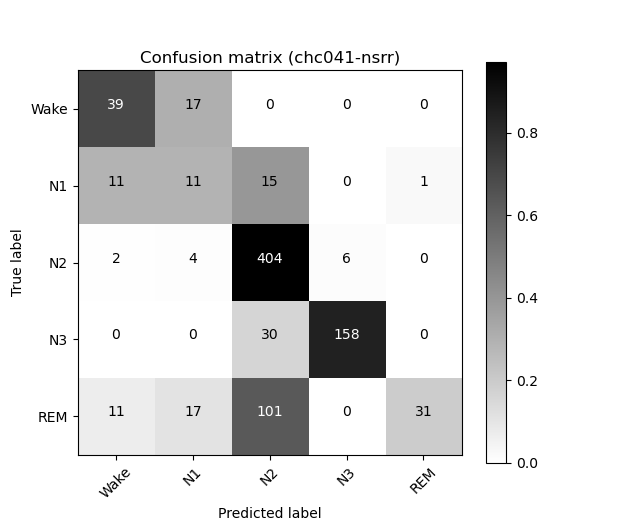 Confusion matrix (chc041-nsrr)
True label
Wake 39 17 0 0 0
N1 11 11 15 0 1
N2 2 4 404 6 0
N3 0 0 30 158 0
REM 11 17 101 0 31
Wake N1 N2 N3 REM
Predicted label
0.8
0.6
0.4
0.2
0.0